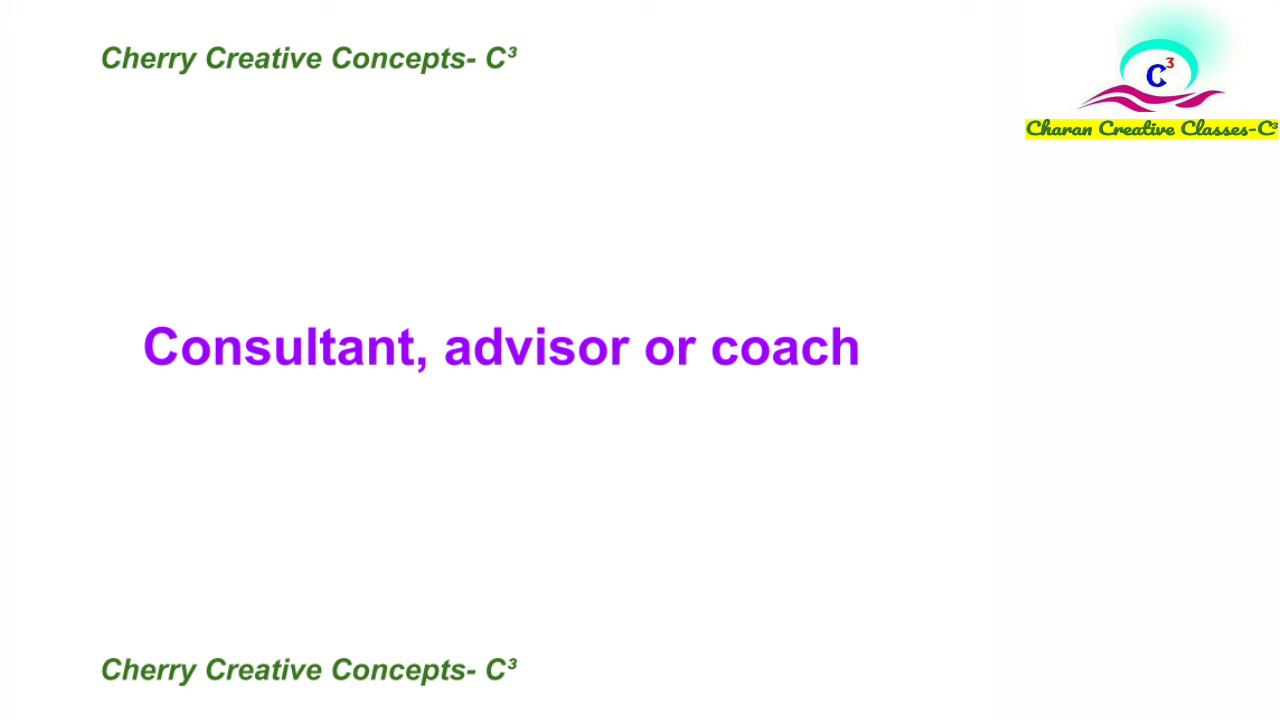 Cherry Creative Concepts- C³
C³
Charan Creative Classes-C³
Consultant, advisor or coach
Cherry Creative Concepts- C³